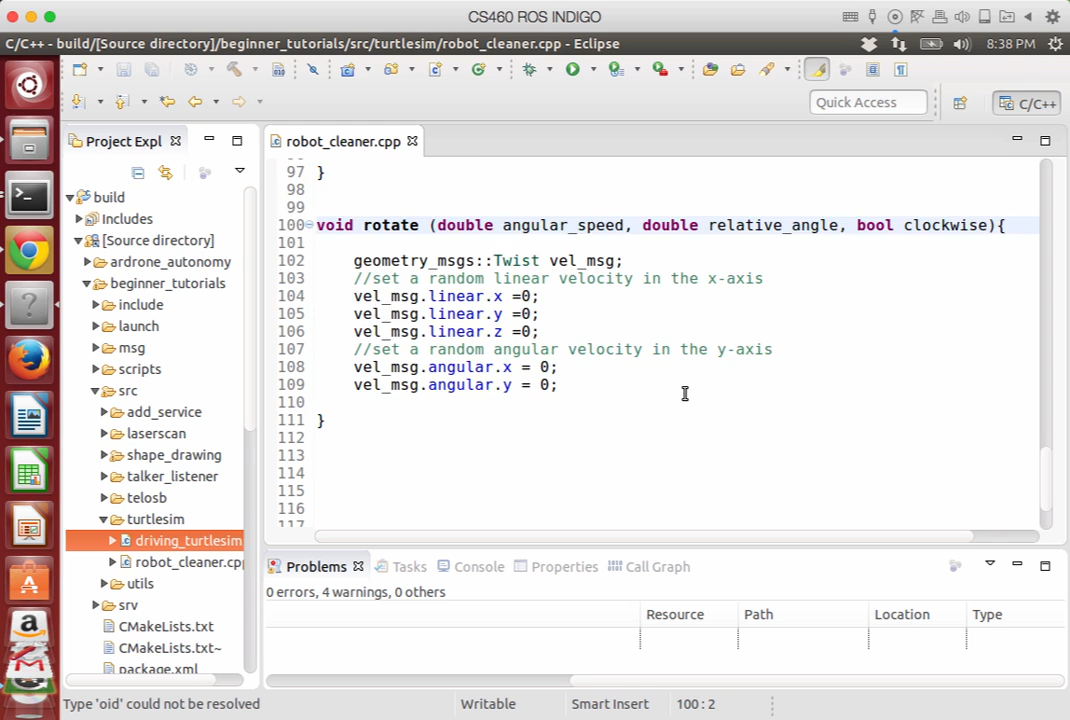 CS460 ROS INDIGO
C/C++ - build/[Source directory]/beginner_tutorials/src/turtlesim/robot_cleaner.cpp - Eclipse
8:38 PM
Quick Access
C/C++
Project Expl
robot_cleaner.cpp
build
Includes
[Source directory]
ardrone_autonomy
beginner_tutorials
include
launch
msg
scripts
src
add_service
laserscan
shape_drawing
talker_listener
telosb
turtlesim
driving_turtlesim
robot_cleaner.cpp
utils
srv
CMakeLists.txt
CMakeLists.txt~
package.xml
97 }
98
99
100 void rotate (double angular_speed, double relative_angle, bool clockwise){
101
102 geometry_msgs::Twist vel_msg;
103 //set a random linear velocity in the x-axis
104 vel_msg.linear.x =0;
105 vel_msg.linear.y =0;
106 vel_msg.linear.z =0;
107 //set a random angular velocity in the y-axis
108 vel_msg.angular.x = 0;
109 vel_msg.angular.y = 0;
110
111 }
112
113
114
115
116
117
Problems
Tasks
Console
Properties
Call Graph
0 errors, 4 warnings, 0 others
Resource Path Location Type
Type 'oid' could not be resolved
Writable
Smart Insert
100 : 2